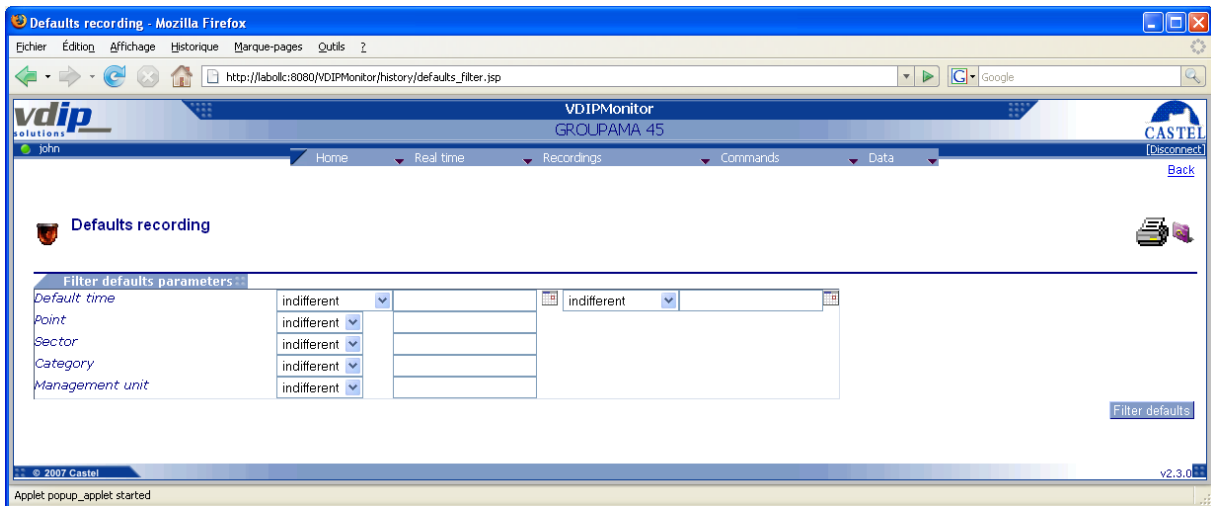 Defaults recording - Mozilla Firefox
Fichier Édition Affichage Historique Marque-pages Outils ?
http://labollc:8080/VDIPMonitor/history/defaults_filter.jsp
G Google
vdip
solutions
VDIPMonitor
GROUPAMA 45
CASTEL
john
Home Real time Recordings Commands Data
[Disconnect]
Back
Defaults recording
Filter defaults parameters
Default time indifferent indifferent
Point indifferent
Sector indifferent
Category indifferent
Management unit indifferent
Filter defaults
© 2007 Castel
v2.3.0
Applet popup_applet started